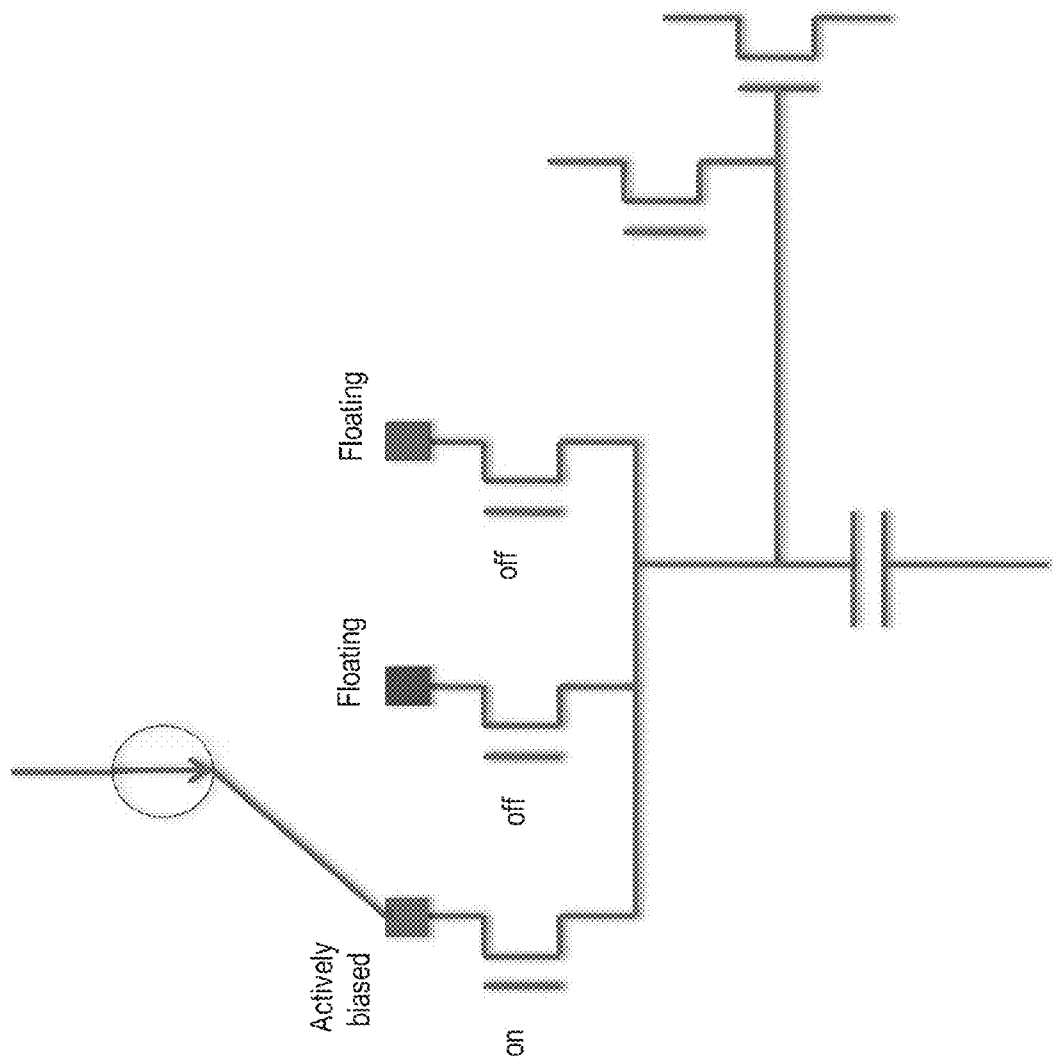 Actively
biased
Floating
Floating
on
off
off